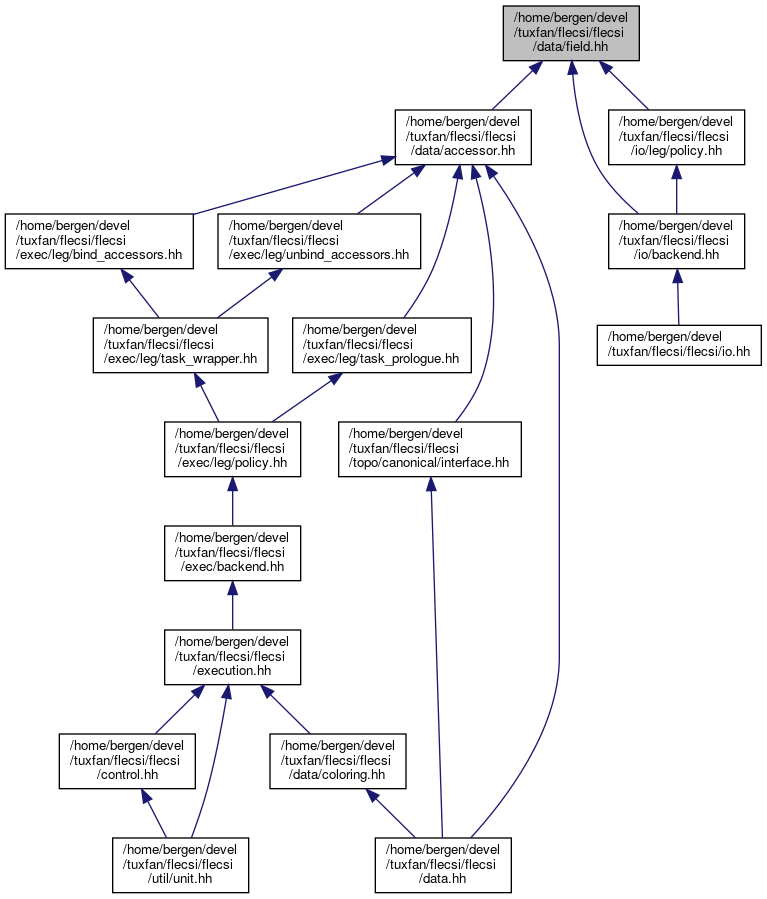 /home/bergen/devel
/tuxfan/flecsi/flecsi
/data/field.hh
/home/bergen/devel
/tuxfan/flecsi/flecsi
/data/accessor.hh
/home/bergen/devel
/tuxfan/flecsi/flecsi
/io/leg/policy.hh
/home/bergen/devel
/tuxfan/flecsi/flecsi
/exec/leg/bind_accessors.hh
/home/bergen/devel
/tuxfan/flecsi/flecsi
/exec/leg/unbind_accessors.hh
/home/bergen/devel
/tuxfan/flecsi/flecsi
/io/backend.hh
/home/bergen/devel
/tuxfan/flecsi/flecsi
/exec/leg/task_wrapper.hh
/home/bergen/devel
/tuxfan/flecsi/flecsi
/exec/leg/task_prologue.hh
/home/bergen/devel
/tuxfan/flecsi/flecsi/io.hh
/home/bergen/devel
/tuxfan/flecsi/flecsi
/exec/leg/policy.hh
/home/bergen/devel
/tuxfan/flecsi/flecsi
/topo/canonical/interface.hh
/home/bergen/devel
/tuxfan/flecsi/flecsi
/exec/backend.hh
/home/bergen/devel
/tuxfan/flecsi/flecsi
/execution.hh
/home/bergen/devel
/tuxfan/flecsi/flecsi
/control.hh
/home/bergen/devel
/tuxfan/flecsi/flecsi
/data/coloring.hh
/home/bergen/devel
/tuxfan/flecsi/flecsi
/util/unit.hh
/home/bergen/devel
/tuxfan/flecsi/flecsi
/data.hh